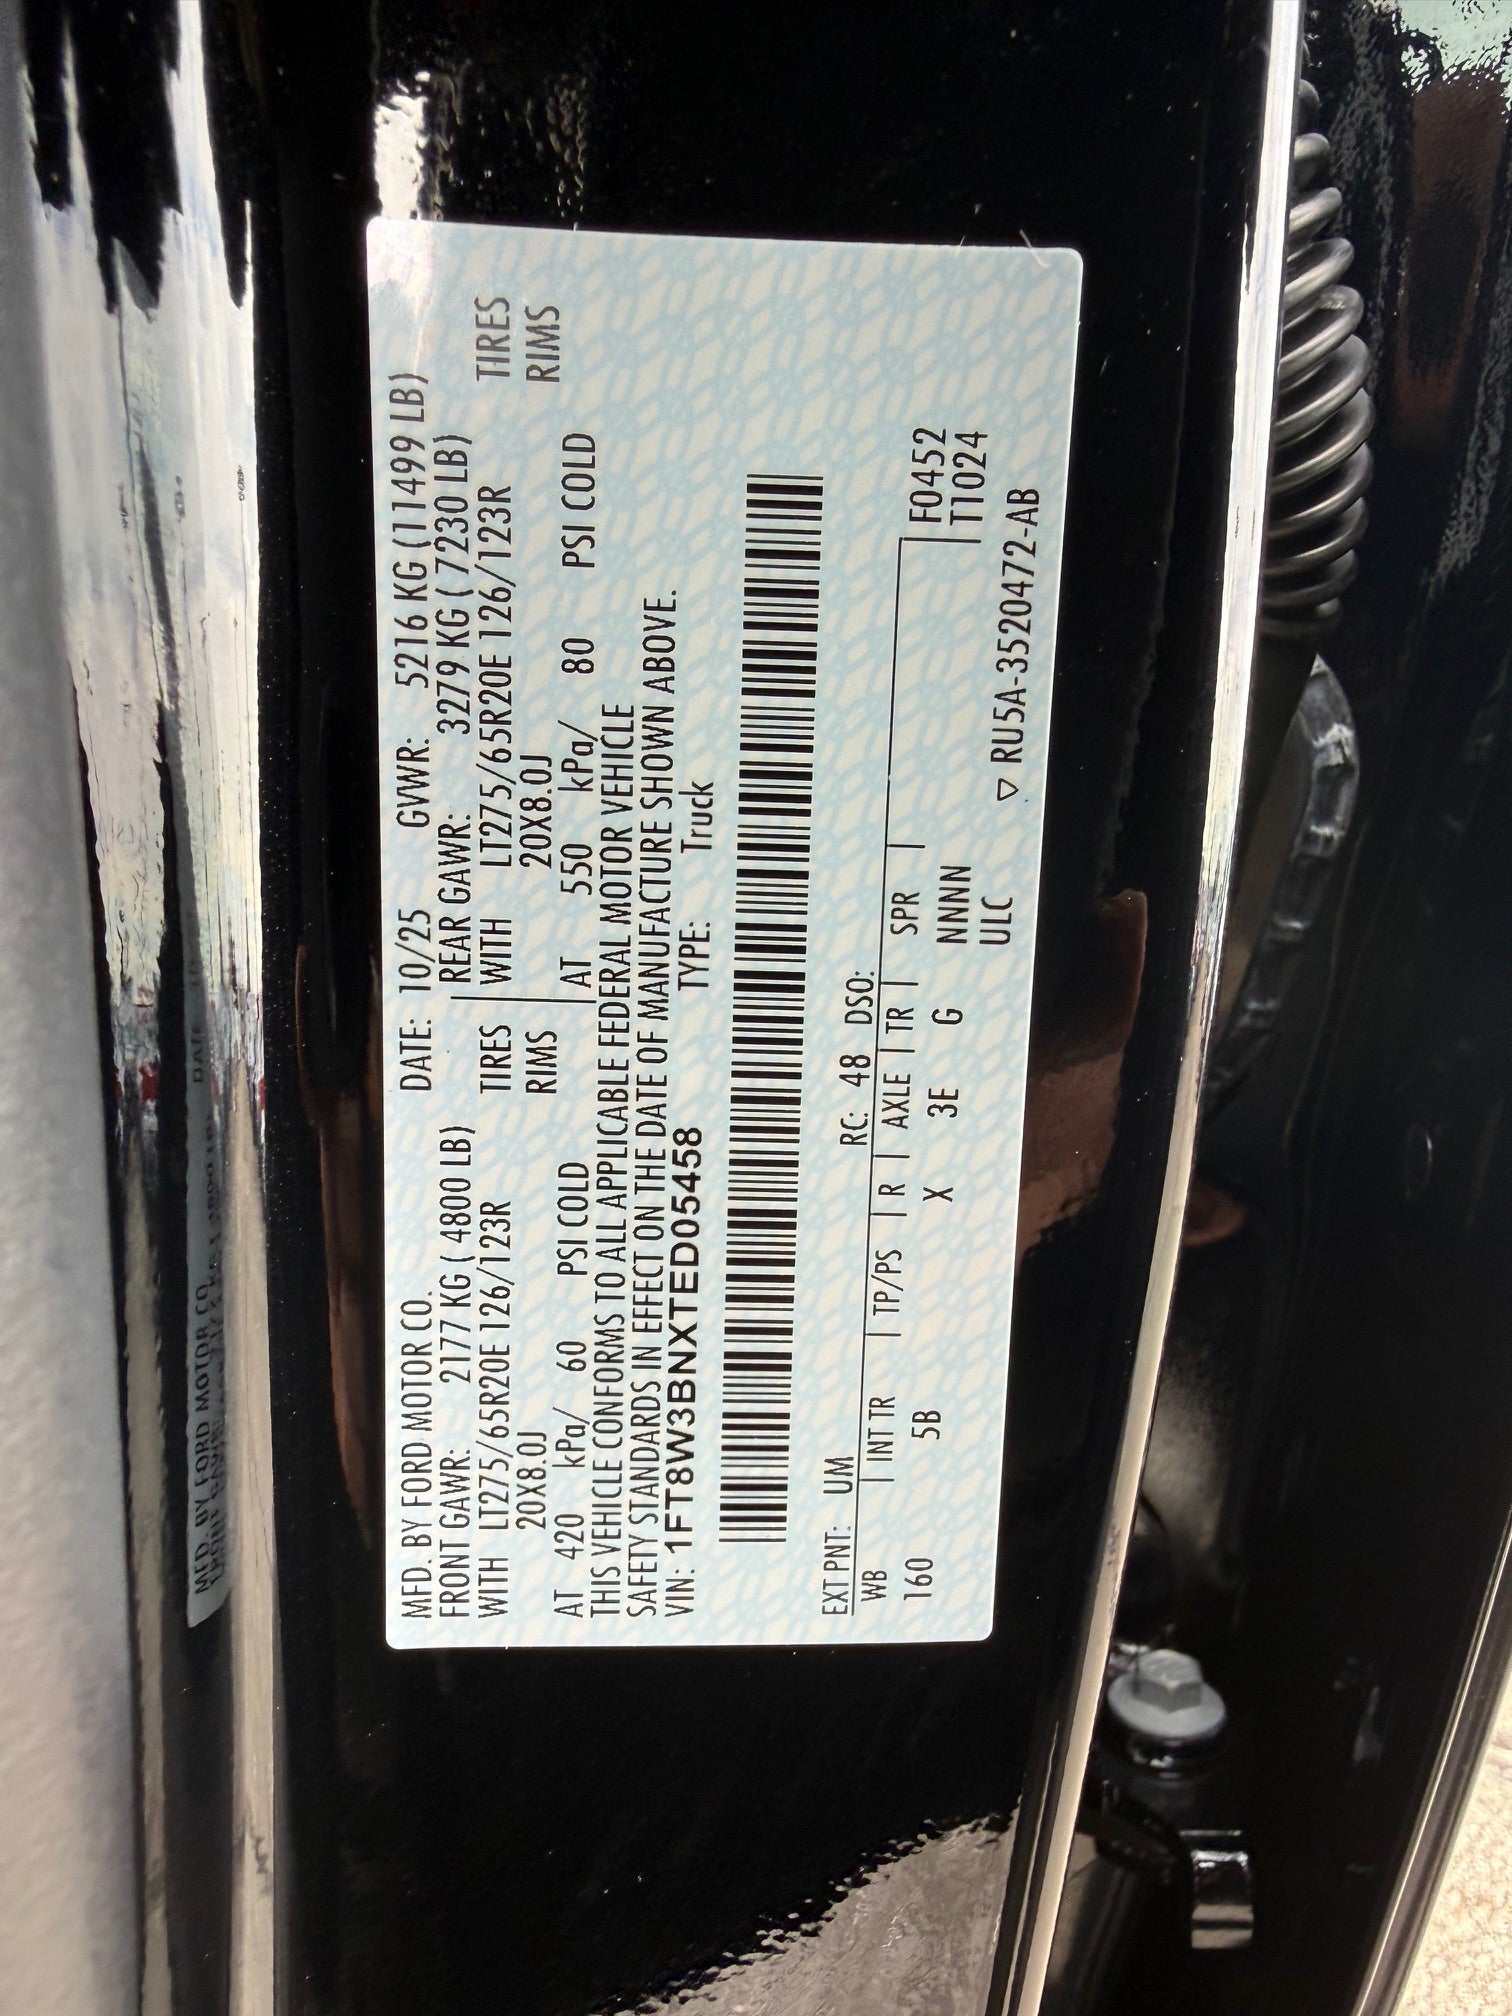 MFD. BY FORD MOTOR CO. DATE: 10/25 GVWR: 5216 KG (11499 LB)
FRONT GAWR: 2177 KG ( 4800 LB) REAR GAWR: 3279 KG ( 7230 LB)
WITH LT275/65R20E 126/123R TIRES WITH LT275/65R20E 126/123R TIRES
20X8.0J RIMS 20X8.0J RIMS
AT 420 kPa/ 60 PSI COLD AT 550 kPa/ 80 PSI COLD
THIS VEHICLE CONFORMS TO ALL APPLICABLE FEDERAL MOTOR VEHICLE
SAFETY STANDARDS IN EFFECT ON THE DATE OF MANUFACTURE SHOWN ABOVE.
VIN: 1FT8W3BNXTED05458 TYPE: Truck
EXT PNT: UM RC: 48 DSO:
WB INT TR TP/PS R AXLE TR SPR F0452
160 5B X 3E G NNNN T1024
ULC
▽ RU5A-3520472-AB
MFD. BY FORD MOTOR CO.